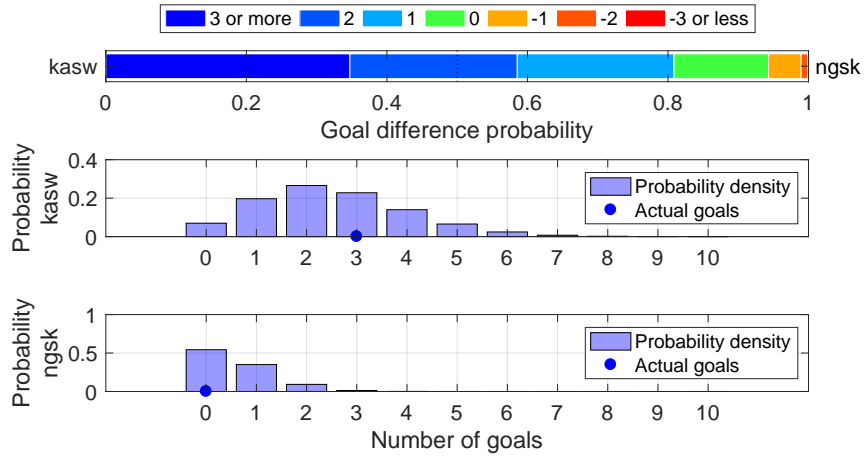 3 or more 2 1 0 -1 -2 -3 or less
kasw ngsk
0 0.2 0.4 0.6 0.8 1
Goal difference probability
Probability
kasw
0.4
0.2
0
Probability density
Actual goals
0 1 2 3 4 5 6 7 8 9 10
Probability
ngsk
1
0.5
0
Probability density
Actual goals
0 1 2 3 4 5 6 7 8 9 10
Number of goals